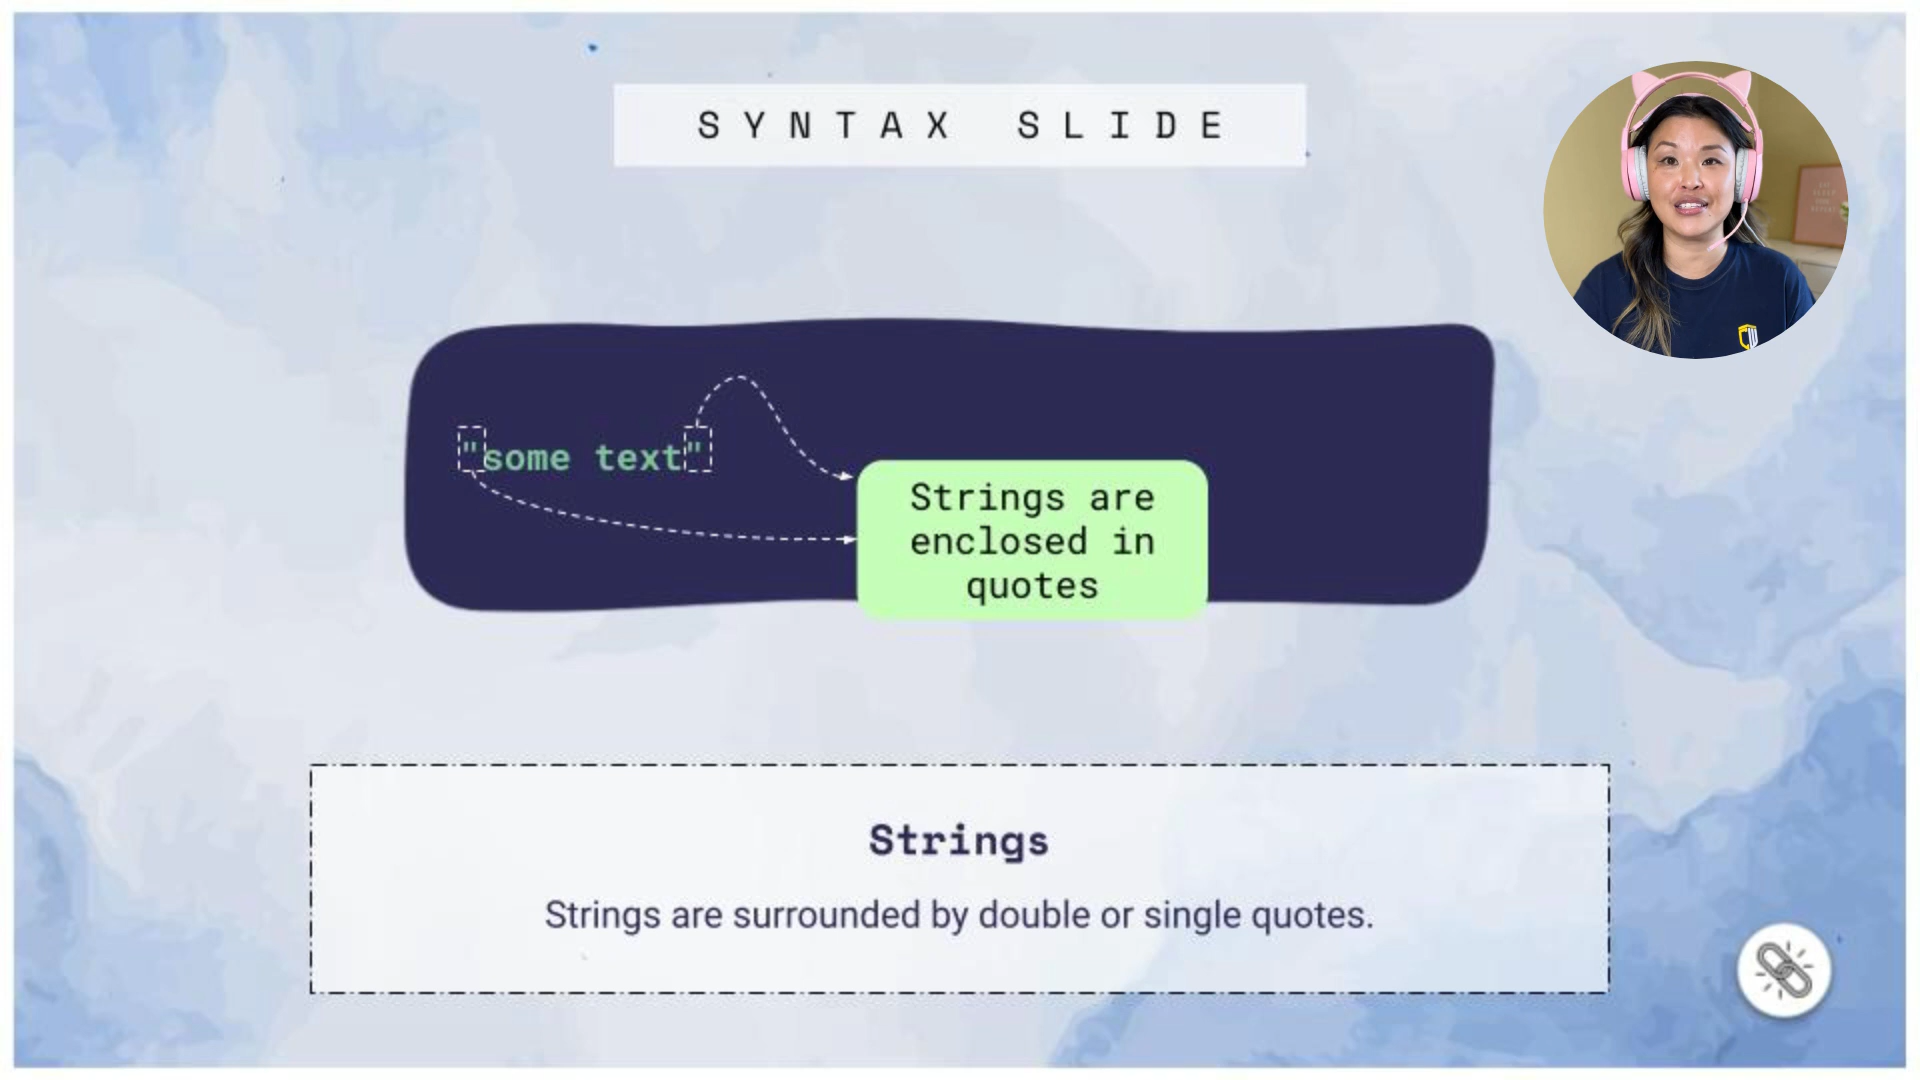 SYNTAX SLIDE
"some text"
Strings are
enclosed in
quotes
Strings
Strings are surrounded by double or single quotes.